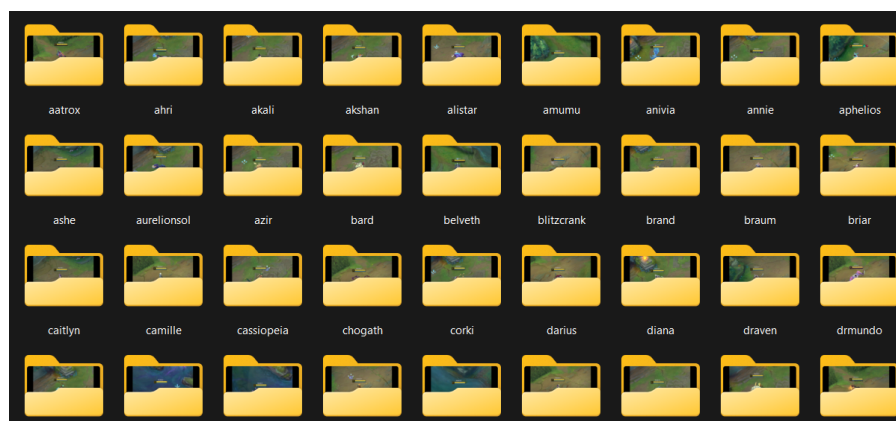 aatrox ahri akali akshan alistar amumu anivia annie aphelios
ashe aurelionsol azir bard belveth blitzcrank brand braum briar
caitlyn camille cassiopeia chogath corki darius diana draven drmundo